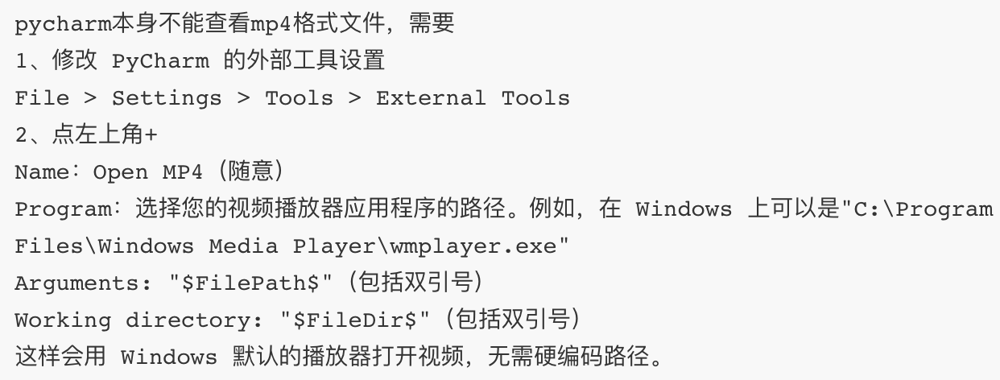 pycharm本身不能查看mp4格式文件，需要
1、修改 PyCharm 的外部工具设置
File > Settings > Tools > External Tools
2、点左上角+
Name：Open MP4（随意）
Program：选择您的视频播放器应用程序的路径。例如，在 Windows 上可以是"C:\Program
Files\Windows Media Player\wmplayer.exe"
Arguments: "$FilePath$"（包括双引号）
Working directory: "$FileDir$"（包括双引号）
这样会用 Windows 默认的播放器打开视频，无需硬编码路径。